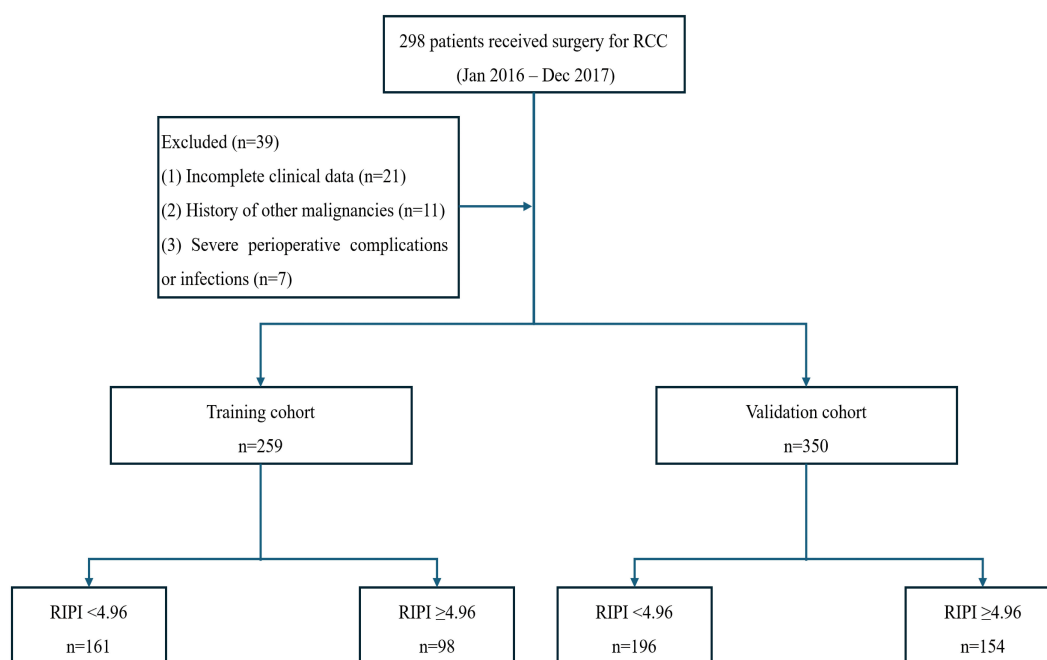 298 patients received surgery for RCC
(Jan 2016 – Dec 2017)
Excluded (n=39)
(1) Incomplete clinical data (n=21)
(2) History of other malignancies (n=11)
(3) Severe perioperative complications
or infections (n=7)
Training cohort
n=259
Validation cohort
n=350
RIPI <4.96
n=161
RIPI ≥4.96
n=98
RIPI <4.96
n=196
RIPI ≥4.96
n=154